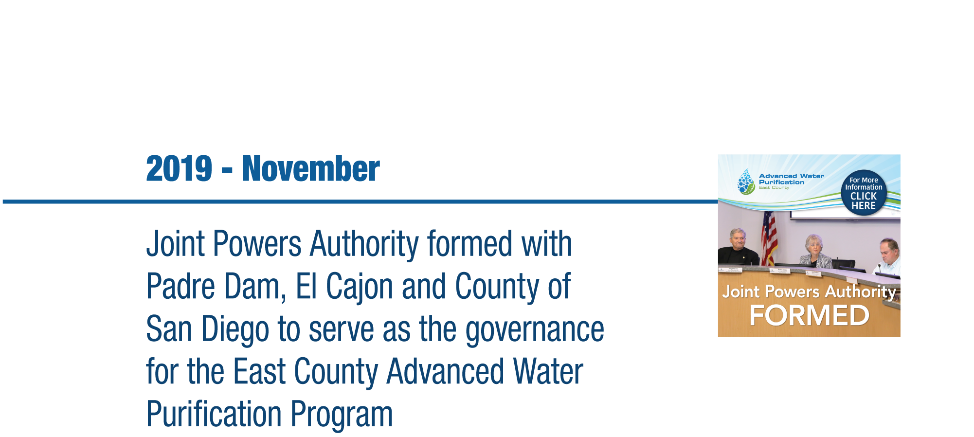 2019 - November
Joint Powers Authority formed with
Padre Dam, El Cajon and County of
San Diego to serve as the governance
for the East County Advanced Water
Purification Program
Advanced Water
Purification
East County
For More
Information
CLICK
HERE
Joint Powers Authority
FORMED